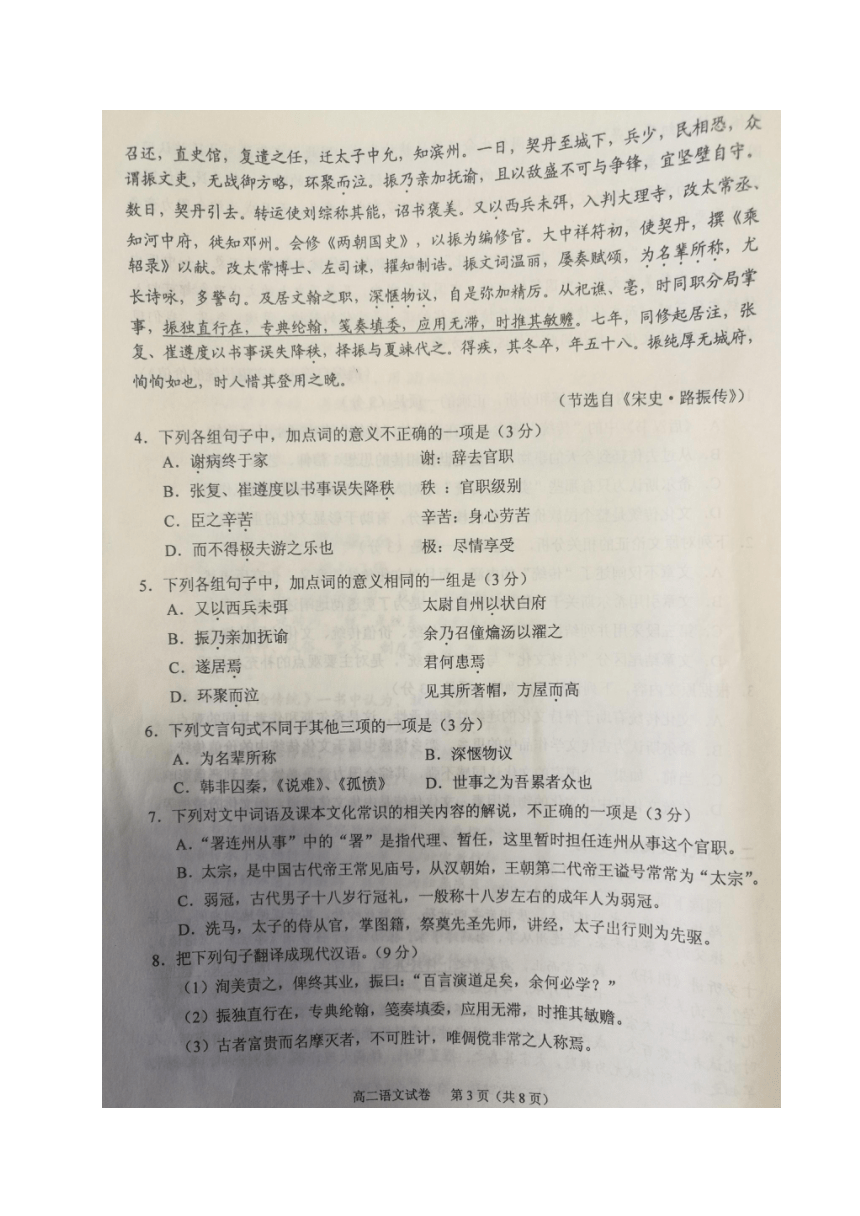 召还，直史馆，复遣之任，迁太子中允，知滨州。一日，契丹至城下，兵少，民相恐，众
谓振文吏，无战御方略，环聚而泣。振乃亲加抚谕，且以敌盛不可与争锋，宜坚壁自守。
数日，契丹引去。转运使刘综称其能，诏书褒美。又以西兵未弭，入判大理寺，改太常丞、
知河中府，徙知邓州。会修《两朝国史》，以振为编修官。大中祥符初，使契丹，撰《乘
轺录》以献。改太常博士、左司谏，擢知制诰。振文词温丽，屡奏赋颂，为名辈所称，尤
长诗咏，多警句。及居文翰之职，深惬物议，自是弥加精厉。从祀谯、亳，时同职分局掌
事，振独直行在，专典纶翰，笺奏填委，应用无滞，时推其敏赡。七年，同修起居注，张
复、崔遵度以书事误失降秩，择振与夏竦代之。得疾，其冬卒，年五十八。振纯厚无城府，
恂恂如也，时人惜其登用之晚。
（节选自《宋史·路振传》）
4．下列各组句子中，加点词的意义不正确的一项是（3 分）
A．谢病终于家 谢：辞去官职
B．张复、崔遵度以书事误失降秩 秩 ：官职级别
C．臣之辛苦 辛苦：身心劳苦
D．而不得极夫游之乐也 极：尽情享受
5．下列各组句子中，加点词的意义相同的一组是（3 分）
A．又以西兵未弭 太尉自州以状白府
B．振乃亲加抚谕 余乃召僮爚汤以濯之
C．遂居焉 君何患焉
D．环聚而泣 见其所著帽，方屋而高
6．下列文言句式不同于其他三项的一项是（3 分）
A．为名辈所称 B．深惬物议
C．韩非囚秦，《说难》、《孤愤》 D．世事之为吾累者众也
7．下列对文中词语及课本文化常识的相关内容的解说，不正确的一项是（3 分）
A．“署连州从事”中的“署”是指代理、暂任，这里暂时担任连州从事这个官职。
B．太宗，是中国古代帝王常见庙号，从汉朝始，王朝第二代帝王谥号常常为“太宗”。
C．弱冠，古代男子十八岁行冠礼，一般称十八岁左右的成年人为弱冠。
D．洗马，太子的侍从官，掌图籍，祭奠先圣先师，讲经，太子出行则为先驱。
8．把下列句子翻译成现代汉语。（9 分）
（1）洵美责之，俾终其业，振曰：“百言演道足矣，余何必学？”
（2）振独直行在，专典纶翰，笺奏填委，应用无滞，时推其敏赡。
（3）古者富贵而名摩灭者，不可胜计，唯倜傥非常之人称焉。
高二语文试卷 第 3 页（共 8 页）